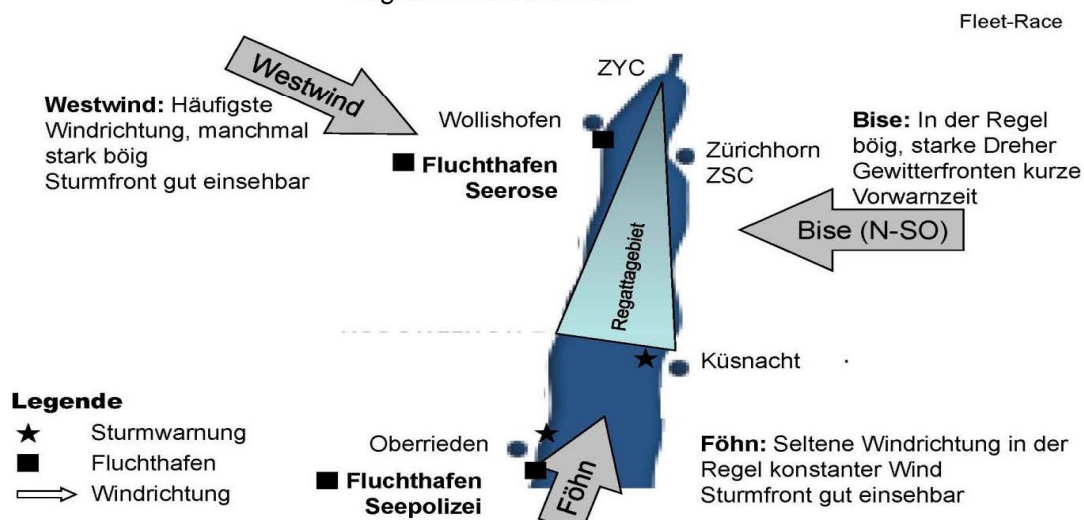 Fleet-Race
Westwind
ZYC
Westwind: Häufigste
Windrichtung, manchmal
stark böig
Sturmfront gut einsehbar
Wollishofen
Fluchthafen
Seerose
Zürichhorn
ZSC
Bise: In der Regel
böig, starke Dreher
Gewitterfronten kurze
Vorwarnzeit
Bise (N-SO)
Regattagebiet
Küsnacht
Legende
Sturmwarnung
Fluchthafen
Windrichtung
Oberrieden
Fluchthafen
Seepolizei
Föhn
Föhn: Seltene Windrichtung in der
Regel konstanter Wind
Sturmfront gut einsehbar